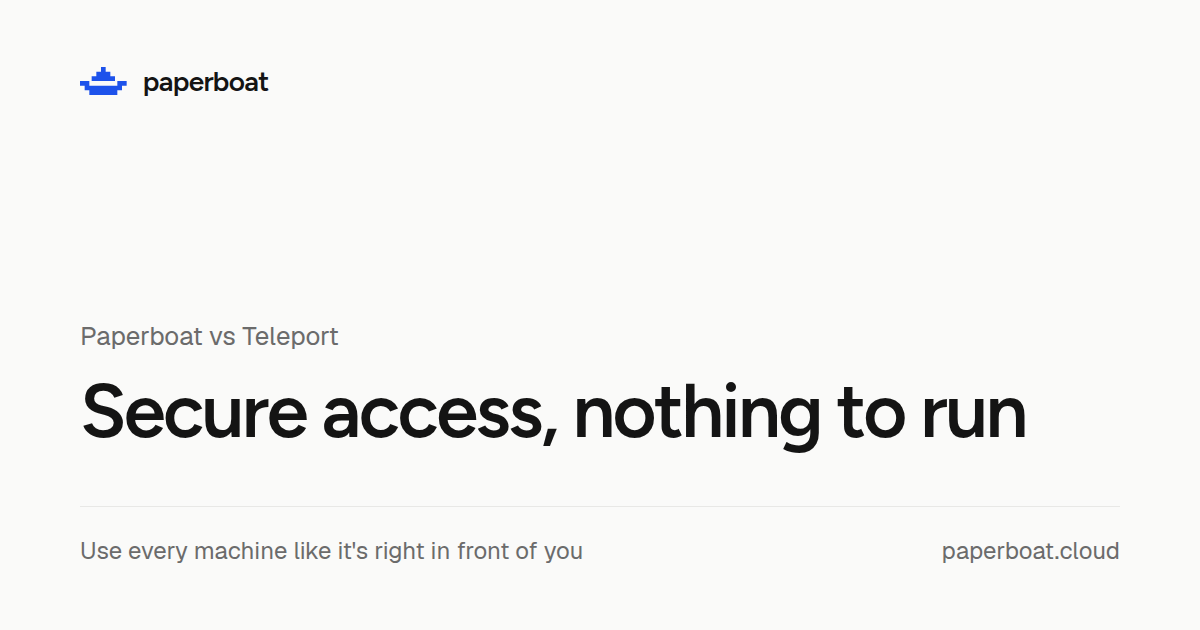 paperboat
Paperboat vs Teleport
Secure access, nothing to run
Use every machine like it's right in front of you
paperboat.cloud